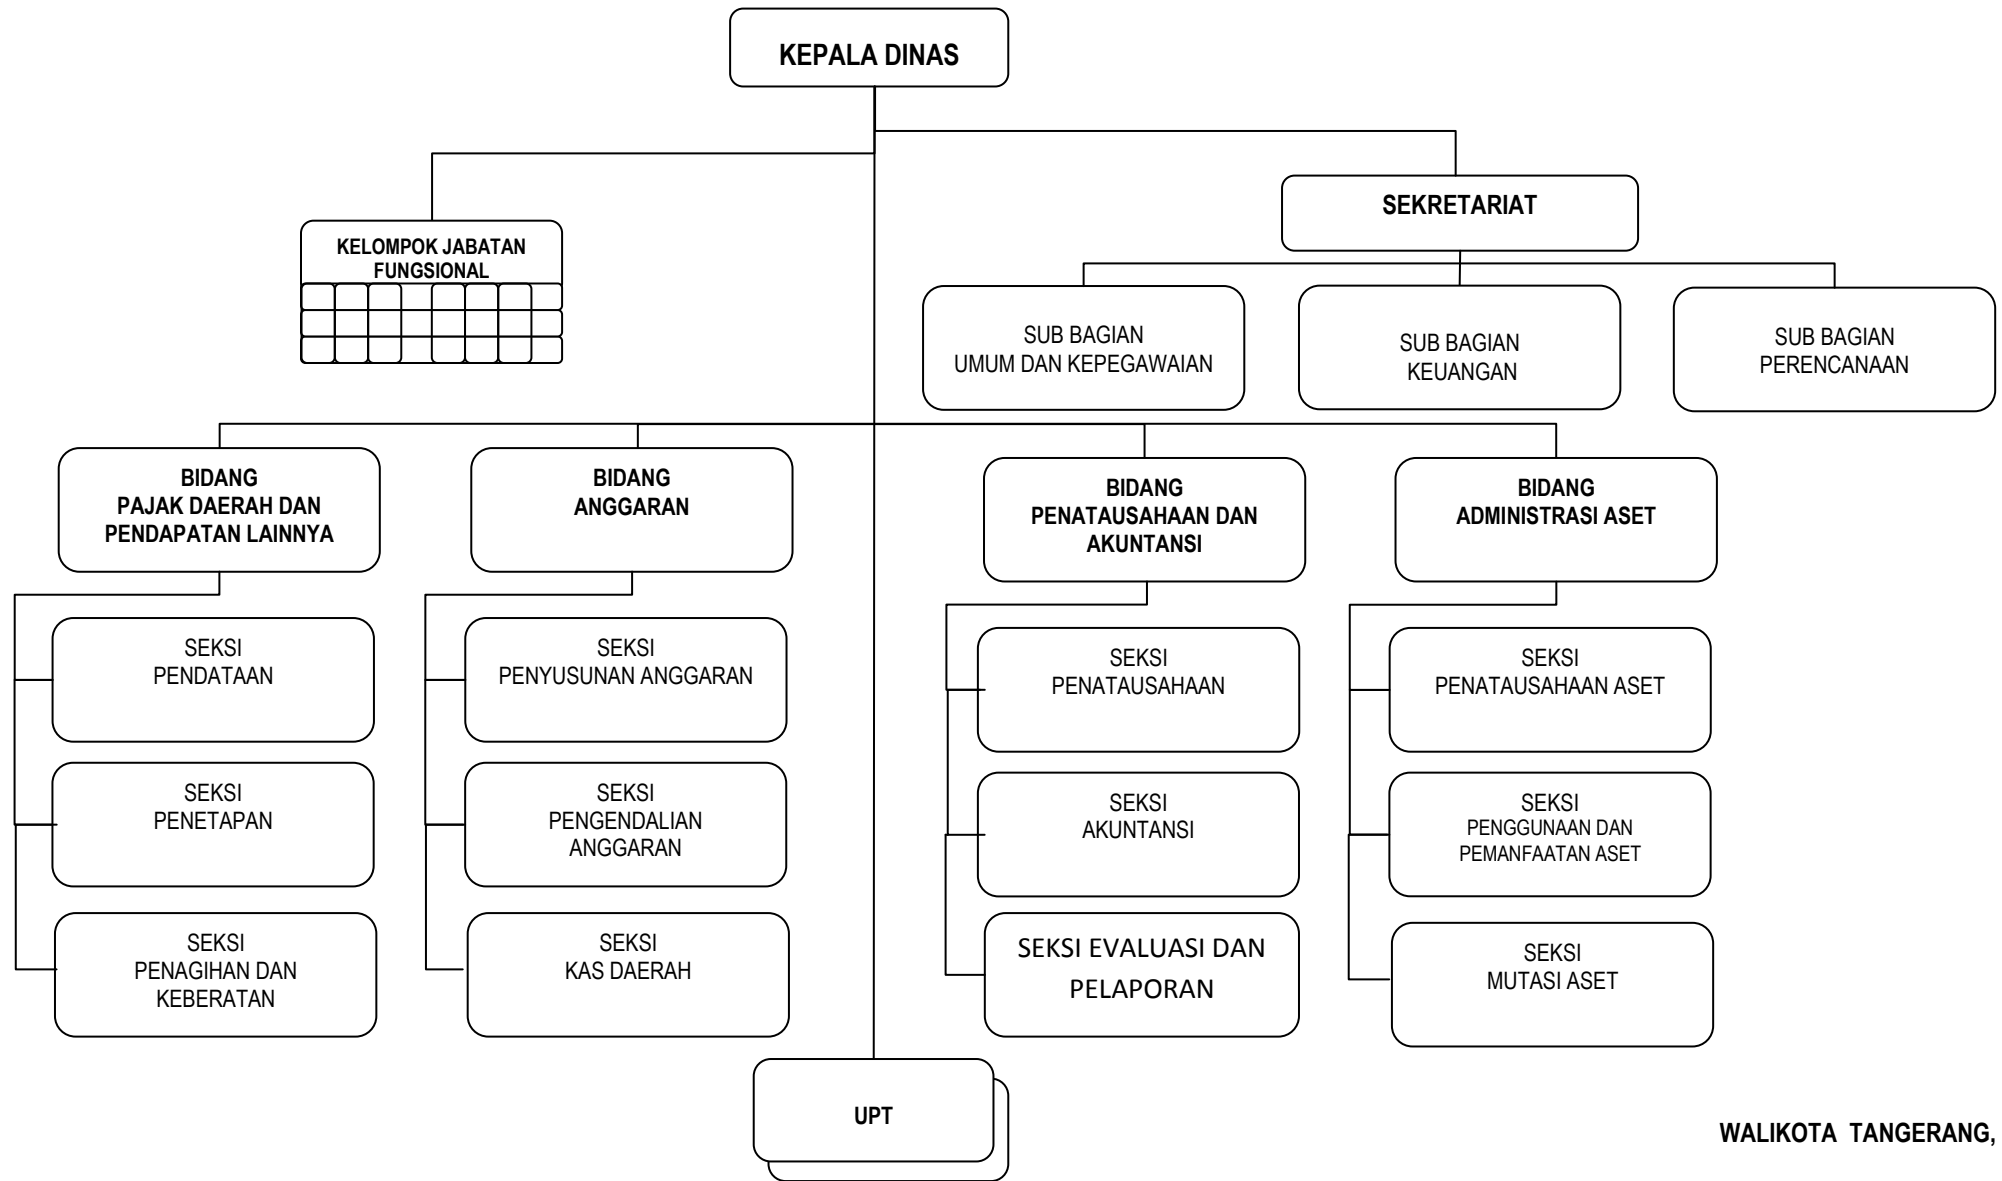 KEPALA DINAS
SEKRETARIAT
KELOMPOK JABATAN
FUNGSIONAL
SUB BAGIAN
UMUM DAN KEPEGAWAIAN
SUB BAGIAN
KEUANGAN
SUB BAGIAN
PERENCANAAN
BIDANG
PAJAK DAERAH DAN
PENDAPATAN LAINNYA
BIDANG
ANGGARAN
BIDANG
PENATAUSAHAAN DAN
AKUNTANSI
BIDANG
ADMINISTRASI ASET
SEKSI
PENDATAAN
SEKSI
PENYUSUNAN ANGGARAN
SEKSI
PENATAUSAHAAN
SEKSI
PENATAUSAHAAN ASET
SEKSI
PENETAPAN
SEKSI
PENGENDALIAN
ANGGARAN
SEKSI
AKUNTANSI
SEKSI
PENGGUNAAN DAN
PEMANFAATAN ASET
SEKSI
PENAGIHAN DAN
KEBERATAN
SEKSI
KAS DAERAH
SEKSI EVALUASI DAN
PELAPORAN
SEKSI
MUTASI ASET
UPT
WALIKOTA TANGERANG,